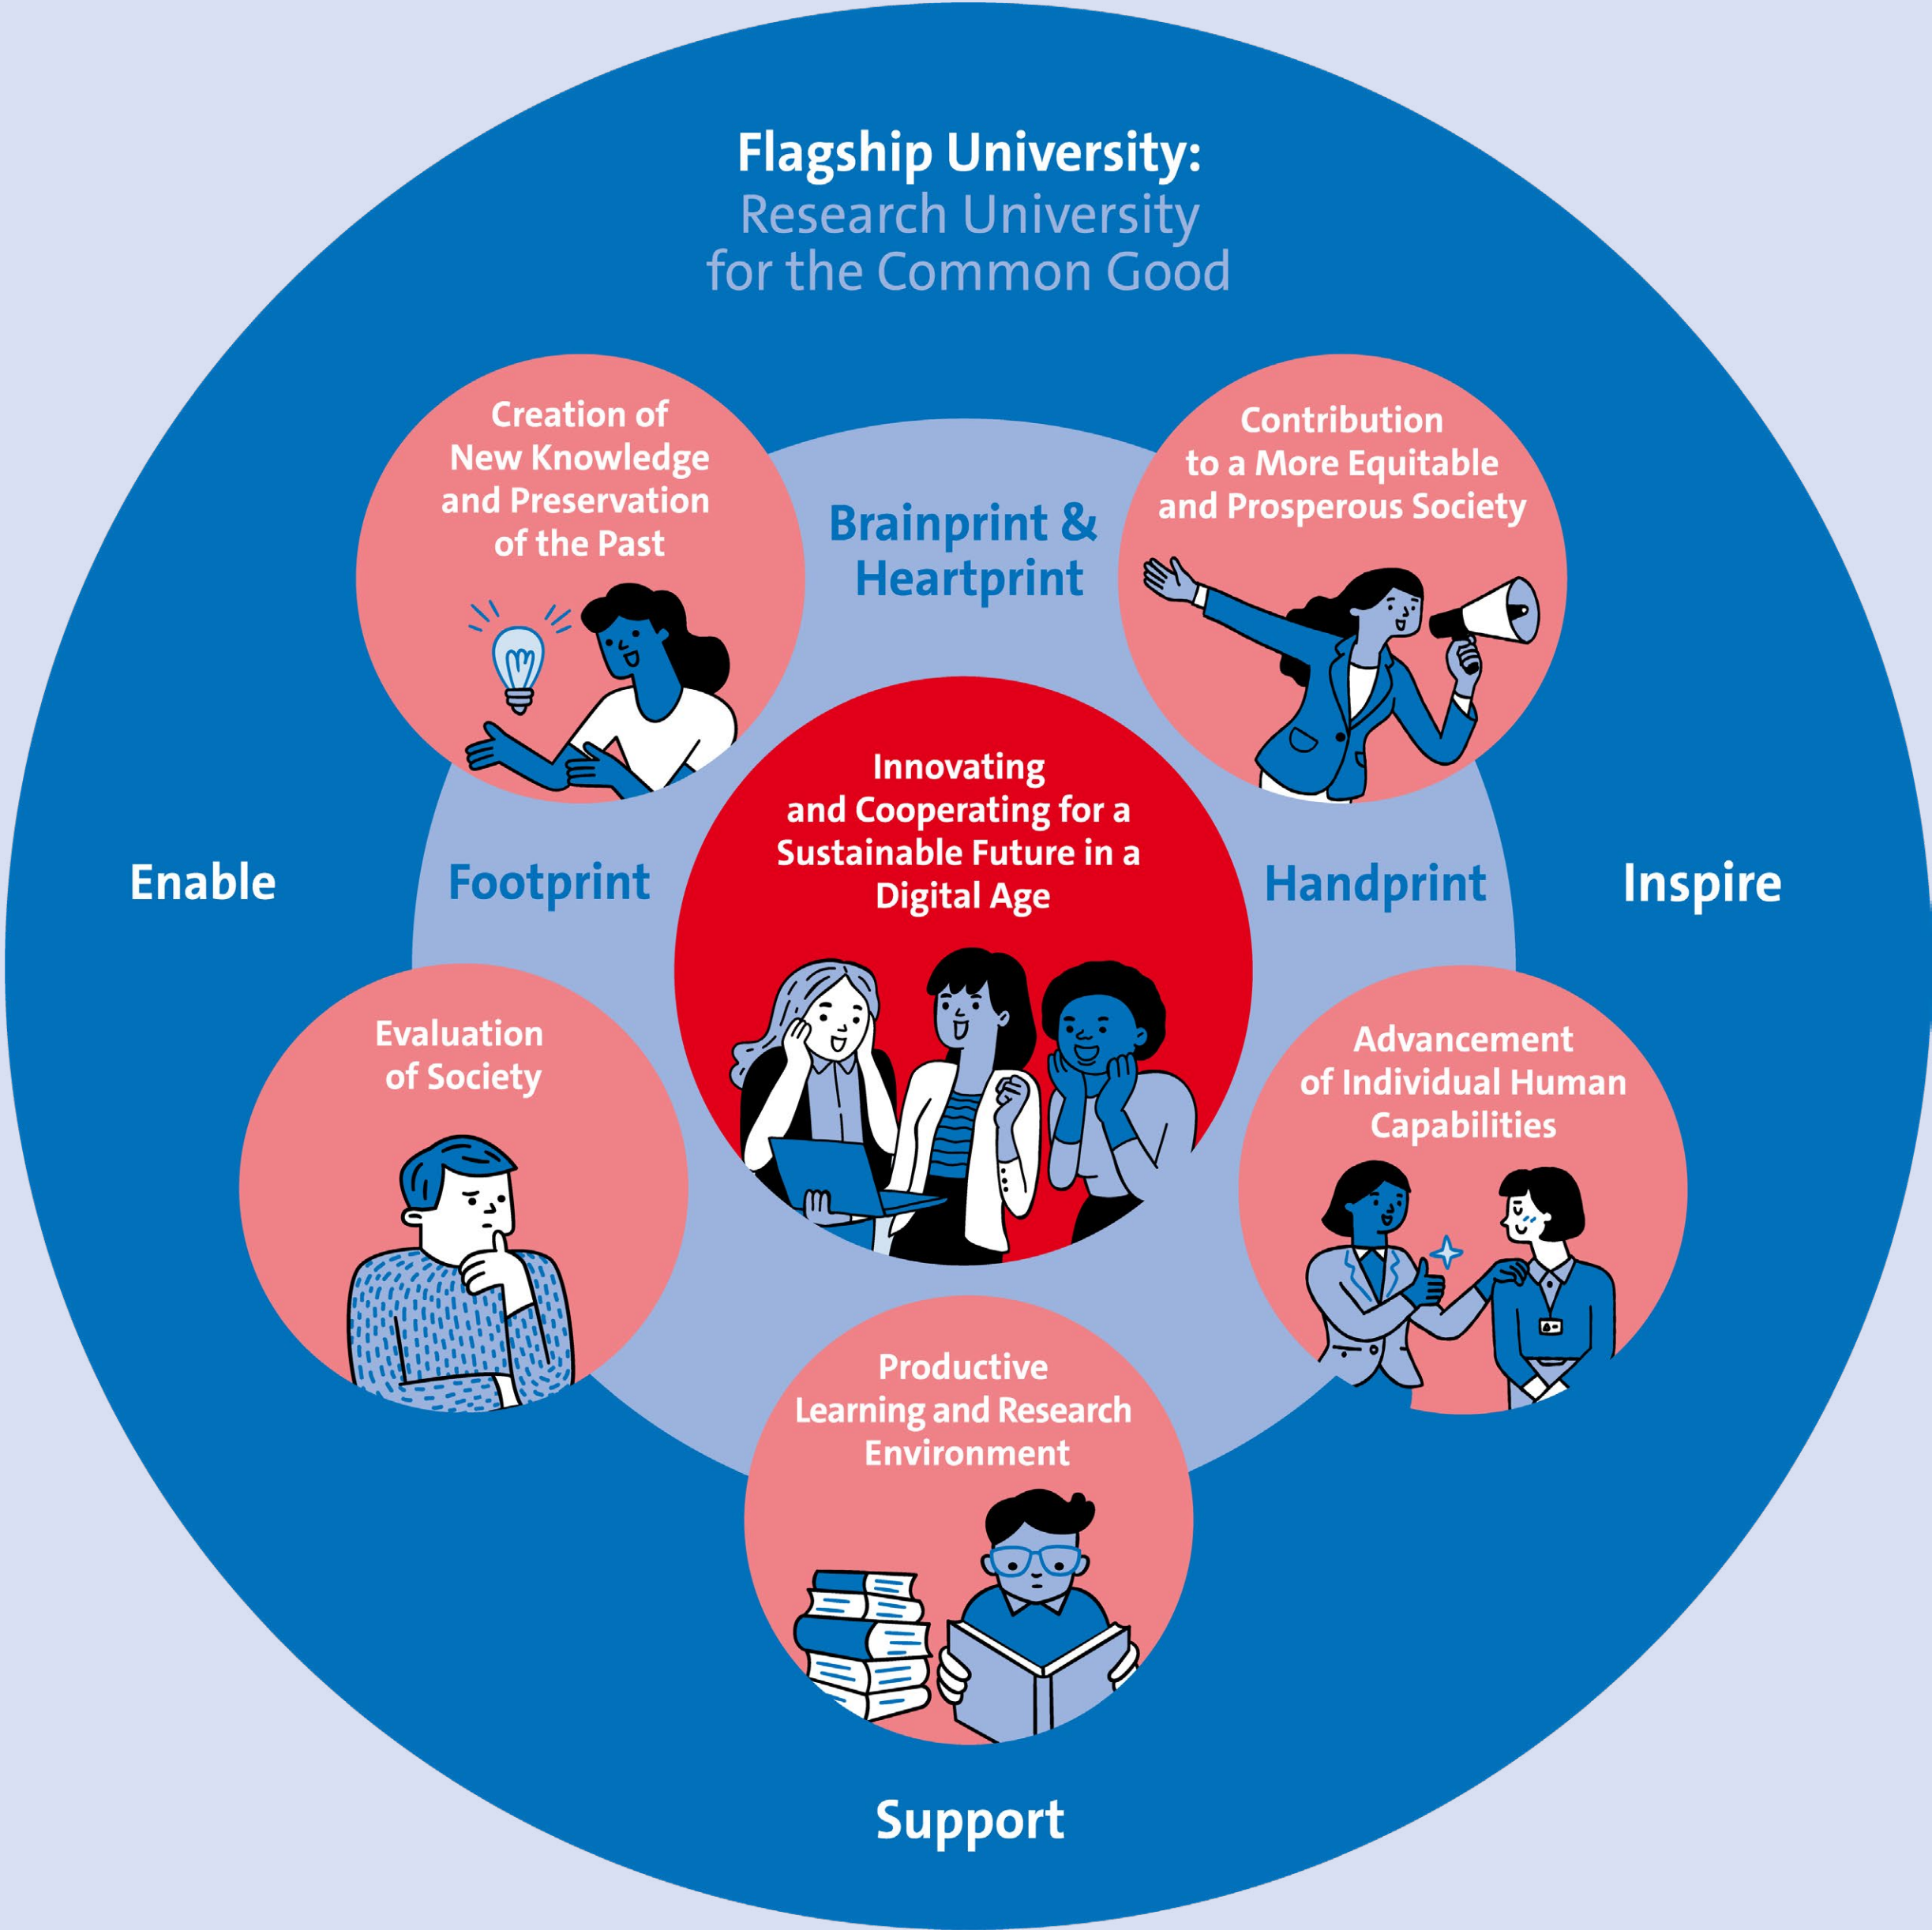 Flagship University:
Research University
for the Common Good
Creation of
New Knowledge
and Preservation
of the Past
Contribution
to a More Equitable
and Prosperous Society
Brainprint &
Heartprint
Innovating
and Cooperating for a
Sustainable Future in a
Digital Age
Enable
Footprint
Handprint
Inspire
Evaluation
of Society
Advancement
of Individual Human
Capabilities
Productive
Learning and Research
Environment
Support